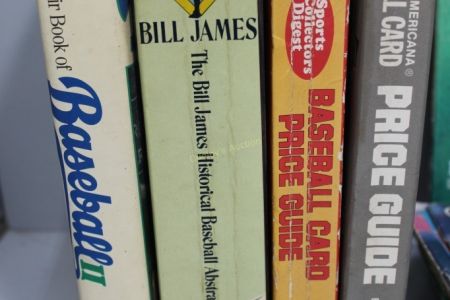 ir Book of
Baseball II
BILL JAMES
The Bill James Historical Baseball Abstra
Sports
Collectors
Digest
BASEBALL CARD
PRICE GUIDE
AMERICANA®
LL CARD
PRICE GUIDE